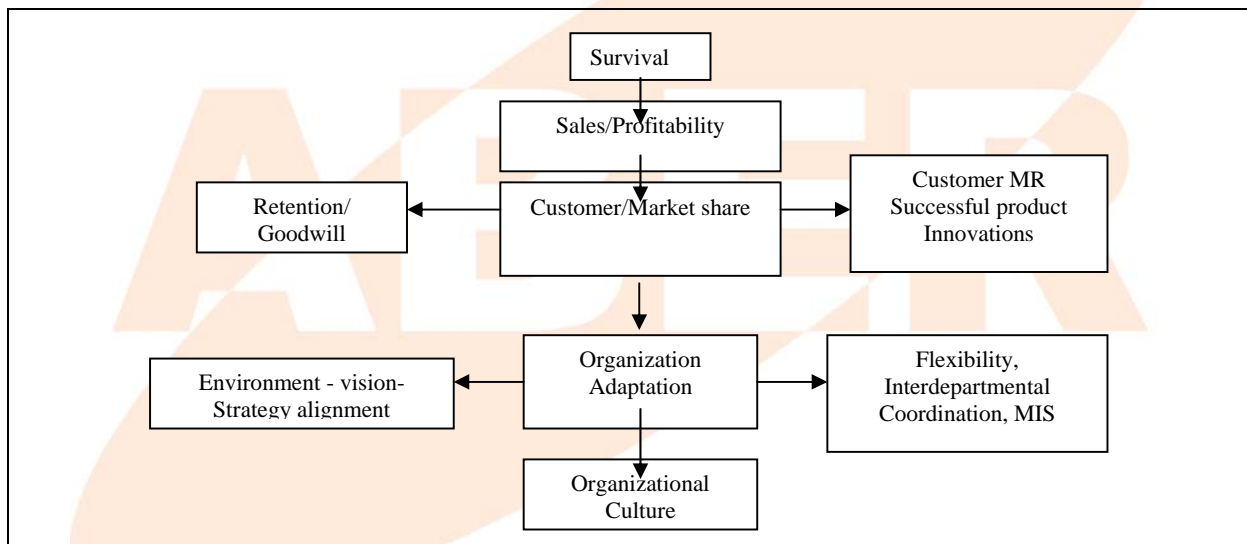 ABER
Survival
Sales/Profitability
Retention/
Goodwill
Customer/Market share
Customer MR
Successful product
Innovations
Environment - vision-
Strategy alignment
Organization
Adaptation
Flexibility,
Interdepartmental
Coordination, MIS
Organizational
Culture